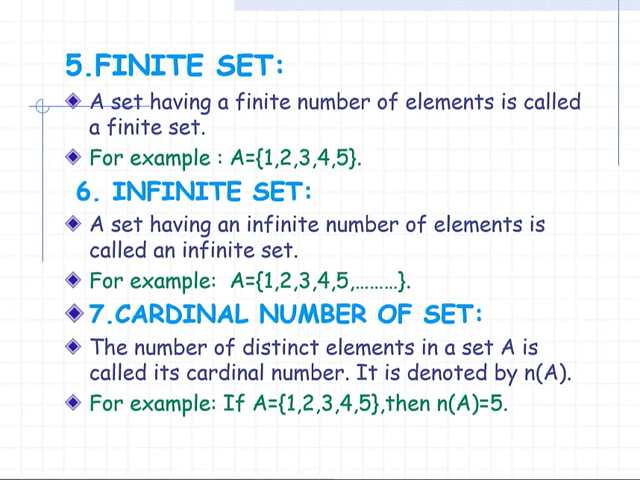 5.FINITE SET:
A set having a finite number of elements is called
a finite set.
For example : A={1,2,3,4,5}.
6. INFINITE SET:
A set having an infinite number of elements is
called an infinite set.
For example: A={1,2,3,4,5,.........}.
7.CARDINAL NUMBER OF SET:
The number of distinct elements in a set A is
called its cardinal number. It is denoted by n(A).
For example: If A={1,2,3,4,5},then n(A)=5.